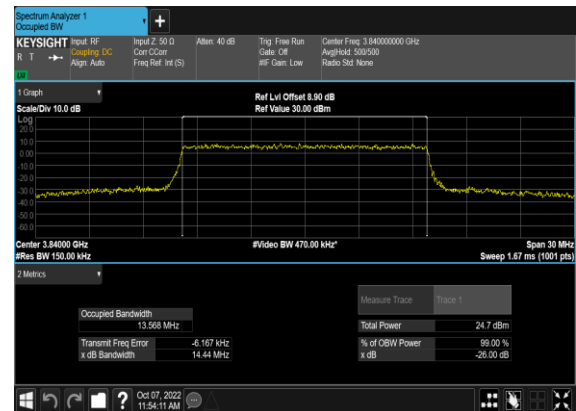 Spectrum Analyzer 1
Occupied BW
KEYSIGHT
R T
LXI
Input: RF
Coupling: DC
Align: Auto
Input Z: 50 Ω
Corr CCorr
Freq Ref: Int (S)
Atten: 40 dB
Trig: Free Run
Gate: Off
#IF Gain: Low
Center Freq: 3.840000000 GHz
Avg|Hold: 500/500
Radio Std: None
1 Graph
Scale/Div 10.0 dB
Ref Lvl Offset 8.90 dB
Ref Value 30.00 dBm
Log
20.0
10.0
0.00
-10.0
-20.0
-30.0
-40.0
-50.0
-60.0
Center 3.84000 GHz
#Res BW 150.00 kHz
#Video BW 470.00 kHz*
Span 30 MHz
Sweep 1.67 ms (1001 pts)
2 Metrics
Measure Trace
Trace 1
Occupied Bandwidth
13.568 MHz
Total Power
24.7 dBm
Transmit Freq Error
-6.167 kHz
% of OBW Power
99.00 %
x dB Bandwidth
14.44 MHz
x dB
-26.00 dB
?
Oct 07, 2022
11:54:11 AM